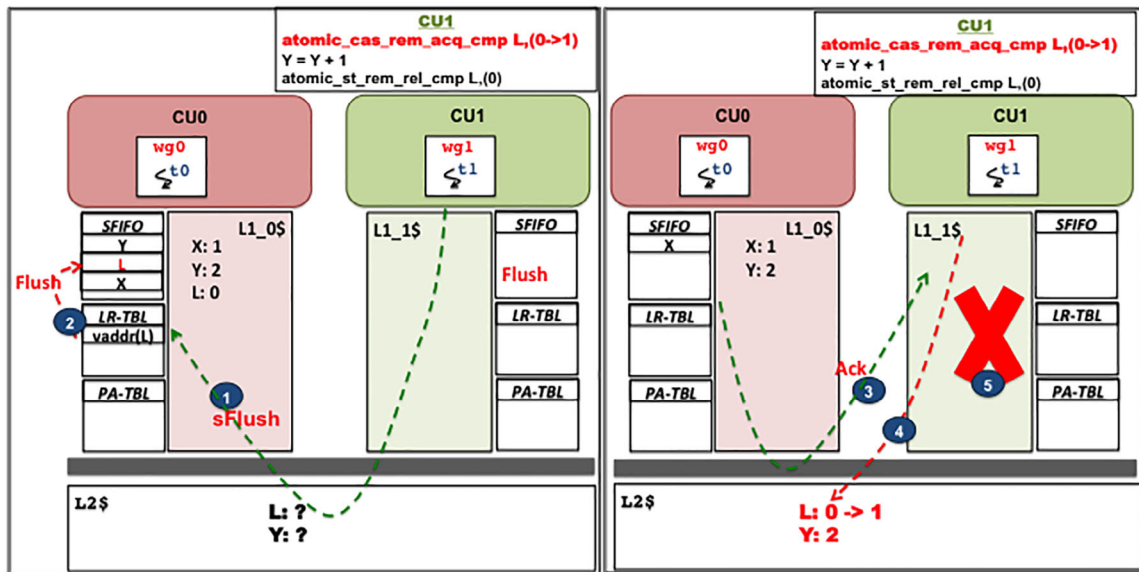 CU1
atomic_cas_rem_acq_cmp L,(0->1)
Y = Y + 1
atomic_st_rem_rel_cmp L,(0)
CU0
wg0
t0
CU1
wg1
t1
SFIFO
Y
L
X
Flush
2
LR-TBL
vaddr(L)
PA-TBL
L1_0$
X: 1
Y: 2
L: 0
1
sFlush
L1_1$
SFIFO
Flush
LR-TBL
PA-TBL
L2$
L: ?
Y: ?
CU1
atomic_cas_rem_acq_cmp L,(0->1)
Y = Y + 1
atomic_st_rem_rel_cmp L,(0)
CU0
wg0
t0
CU1
wg1
t1
SFIFO
X
LR-TBL
PA-TBL
L1_0$
X: 1
Y: 2
Ack
3
4
L1_1$
5
SFIFO
LR-TBL
PA-TBL
L2$
L: 0 -> 1
Y: 2